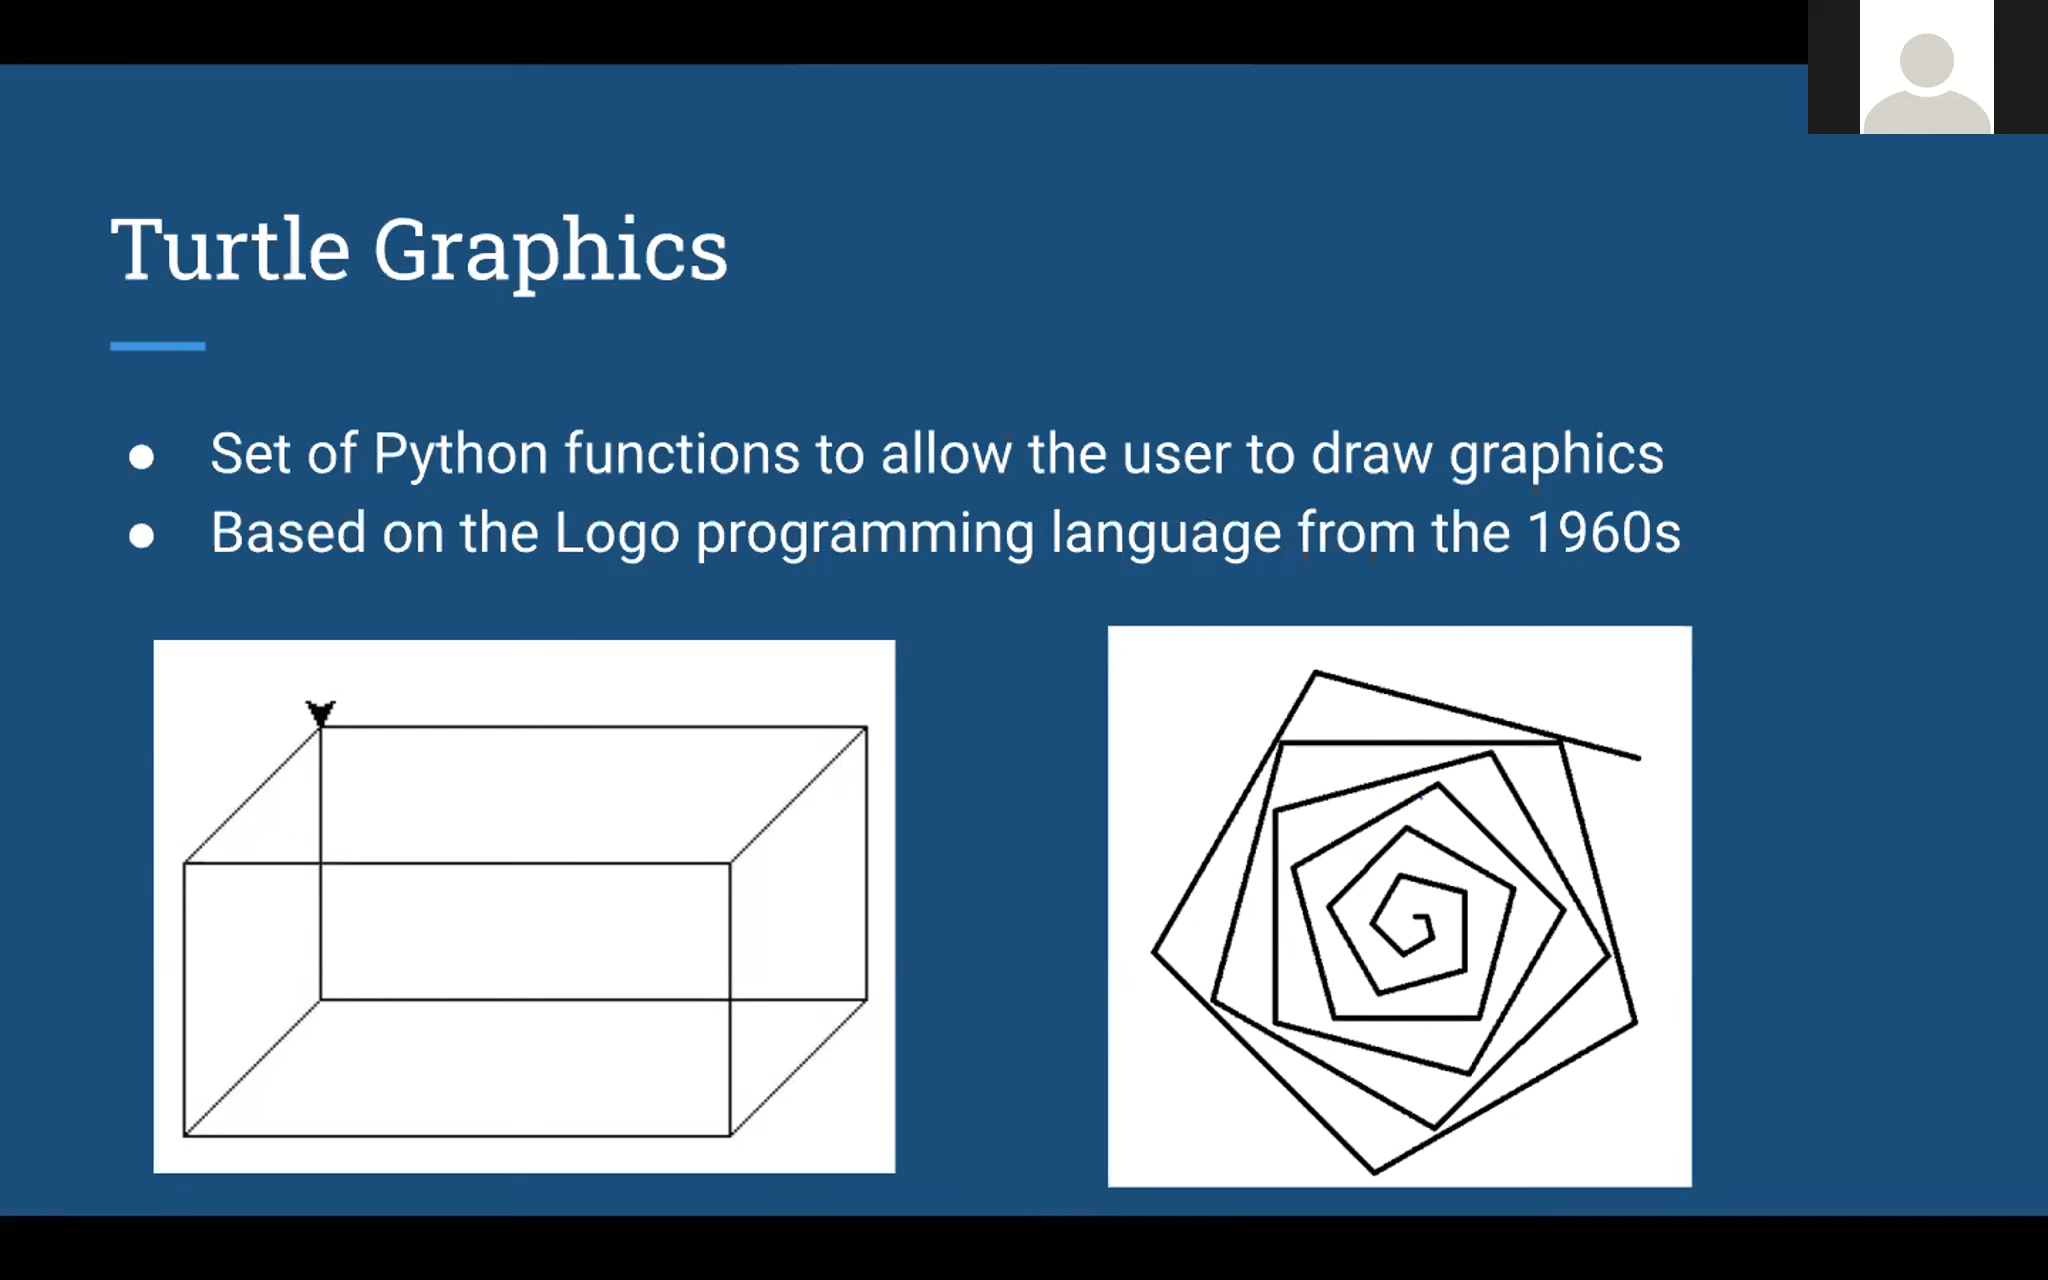 Turtle Graphics
● Set of Python functions to allow the user to draw graphics
● Based on the Logo programming language from the 1960s